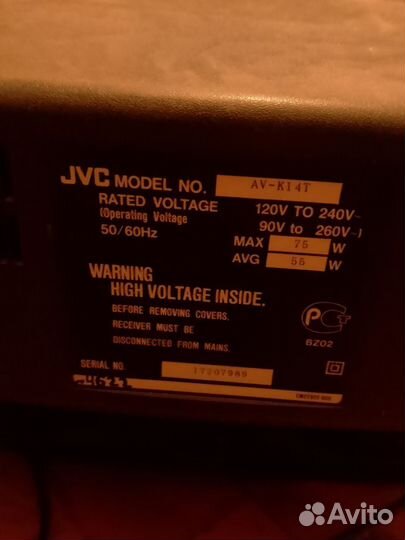 JVC MODEL NO. AV-K14T
RATED VOLTAGE 120V TO 240V~
(Operating Voltage 90V to 260V~)
50/60Hz MAX 75 W
AVG 55 W
WARNING
HIGH VOLTAGE INSIDE.
BEFORE REMOVING COVERS.
RECEIVER MUST BE
DISCONNECTED FROM MAINS.
BZ02
SERIAL NO. 17207989
Avito